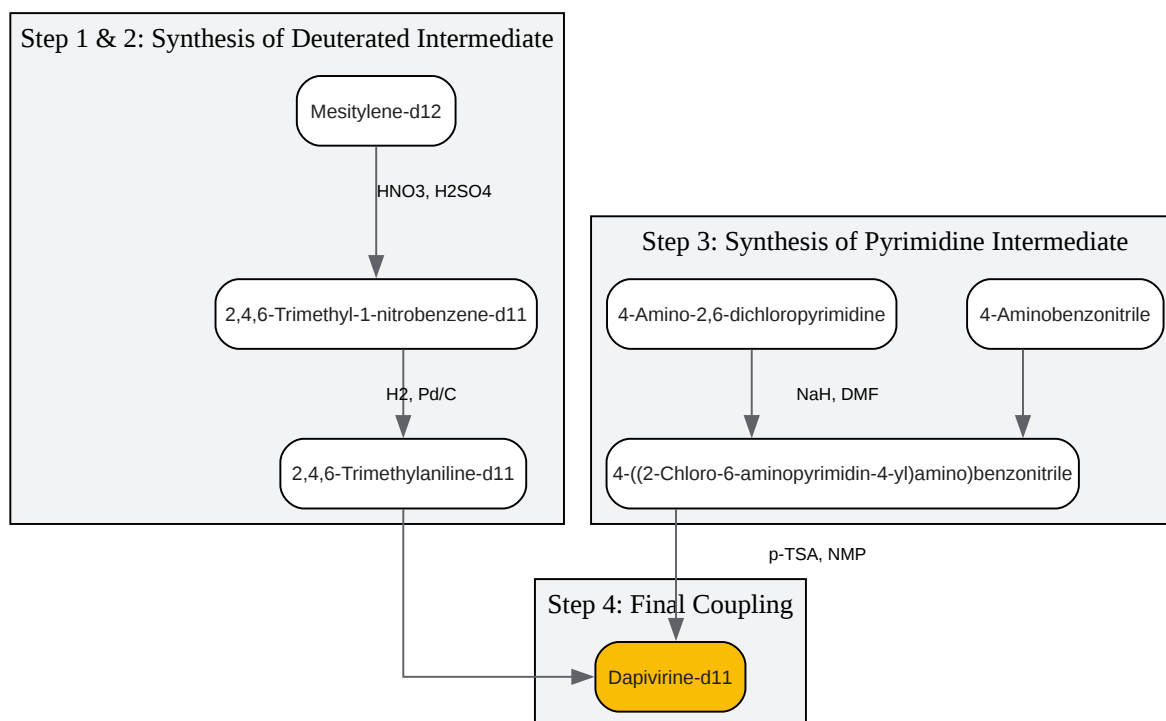 Step 1 & 2: Synthesis of Deuterated Intermediate
Mesitylene-d12
HNO3, H2SO4
2,4,6-Trimethyl-1-nitrobenzene-d11
H2, Pd/C
2,4,6-Trimethylaniline-d11
Step 3: Synthesis of Pyrimidine Intermediate
4-Amino-2,6-dichloropyrimidine
4-Aminobenzonitrile
NaH, DMF
4-((2-Chloro-6-aminopyrimidin-4-yl)amino)benzonitrile
p-TSA, NMP
Step 4: Final Coupling
Dapivirine-d11